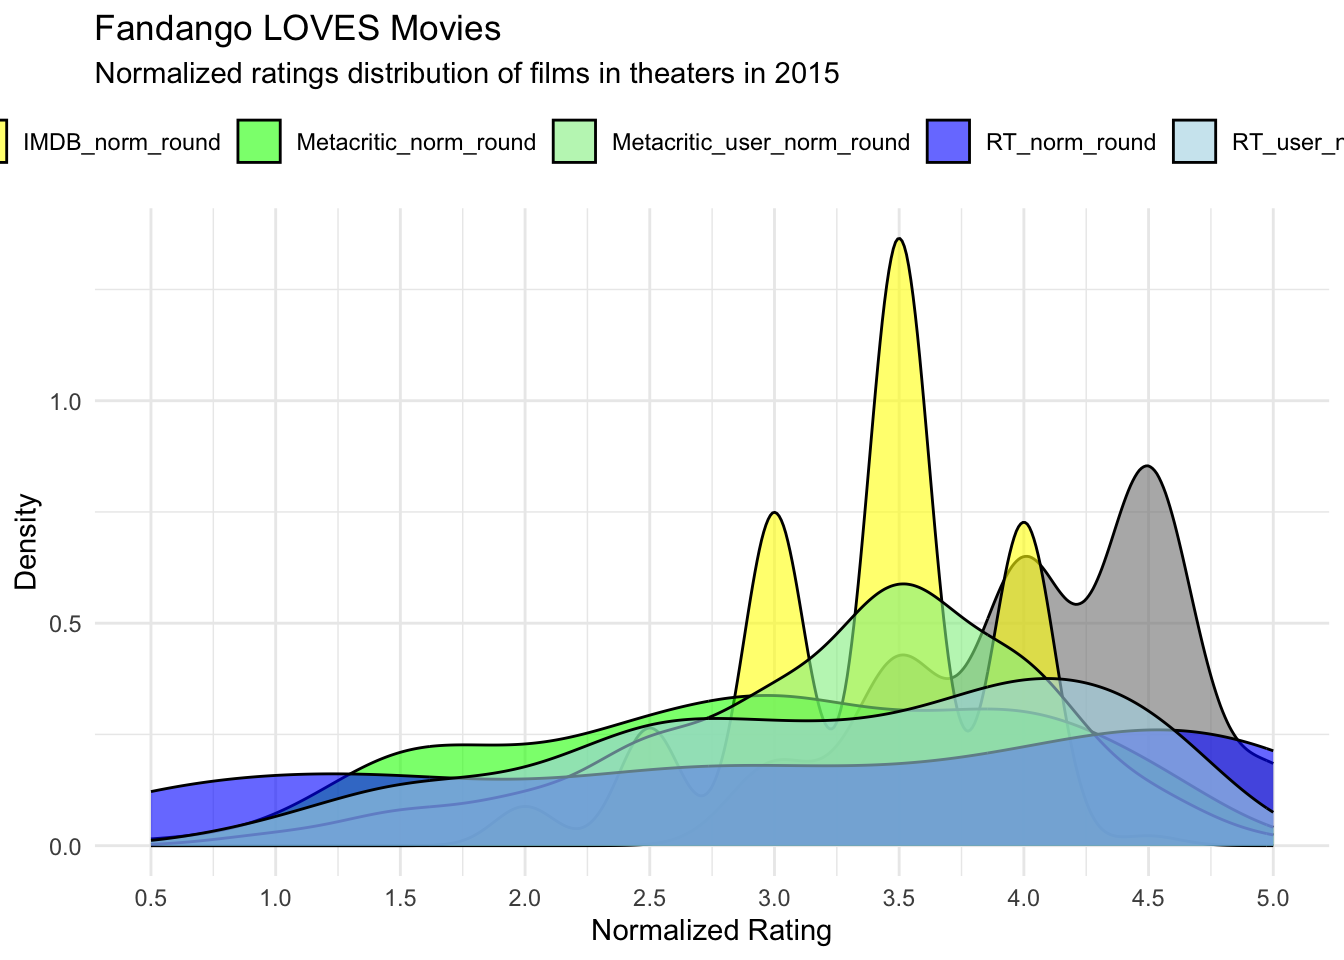 Fandango LOVES Movies
Normalized ratings distribution of films in theaters in 2015
IMDB_norm_round Metacritic_norm_round Metacritic_user_norm_round RT_norm_round RT_user_n
1.0
0.5
0.0
Density
0.5 1.0 1.5 2.0 2.5 3.0 3.5 4.0 4.5 5.0
Normalized Rating